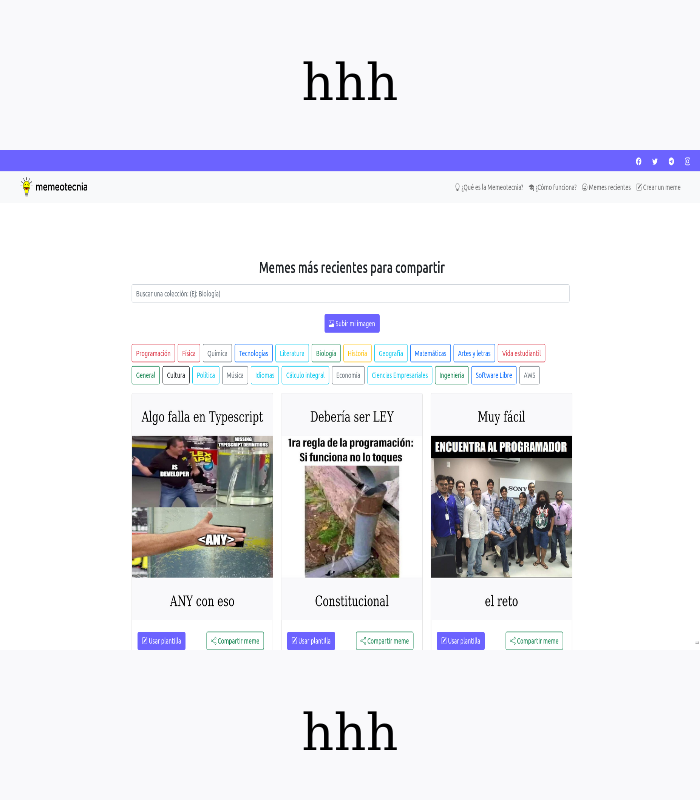 hhh
memeotecnia
¿Qué es la Memeotecnia? ¿Cómo funciona? Memes recientes Crear un meme
Memes más recientes para compartir
Buscar una colección: (Ej: Biología)
Subir mi imagen
Programación Física Química Tecnologías Literatura Biología Historia Geografía Matemáticas Artes y letras Vida estudiantil
General Cultura Política Música Idiomas Cálculo Integral Economía Ciencias Empresariales Ingeniería Software Libre AWS
Algo falla en Typescript
MISSING
TYPESCRIPT DEFINITIONS
JS
DEVELOPER
<ANY>
ANY con eso
Usar plantilla Compartir meme
Debería ser LEY
1ra regla de la programación:
Si funciona no lo toques
Constitucional
Usar plantilla Compartir meme
Muy fácil
ENCUENTRA AL PROGRAMADOR
SONY
el reto
Usar plantilla Compartir meme
hhh